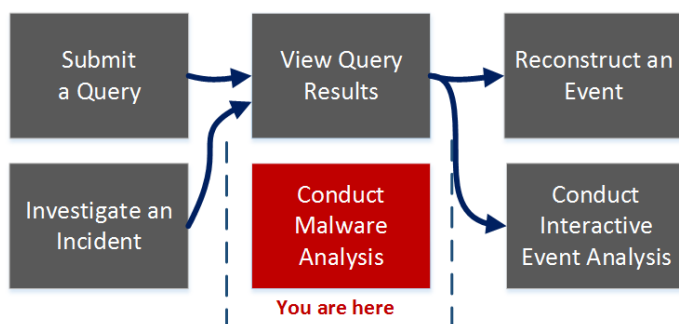 Submit
a Query
View Query
Results
Reconstruct an
Event
Investigate an
Incident
Conduct
Malware
Analysis
Conduct
Interactive
Event Analysis
You are here